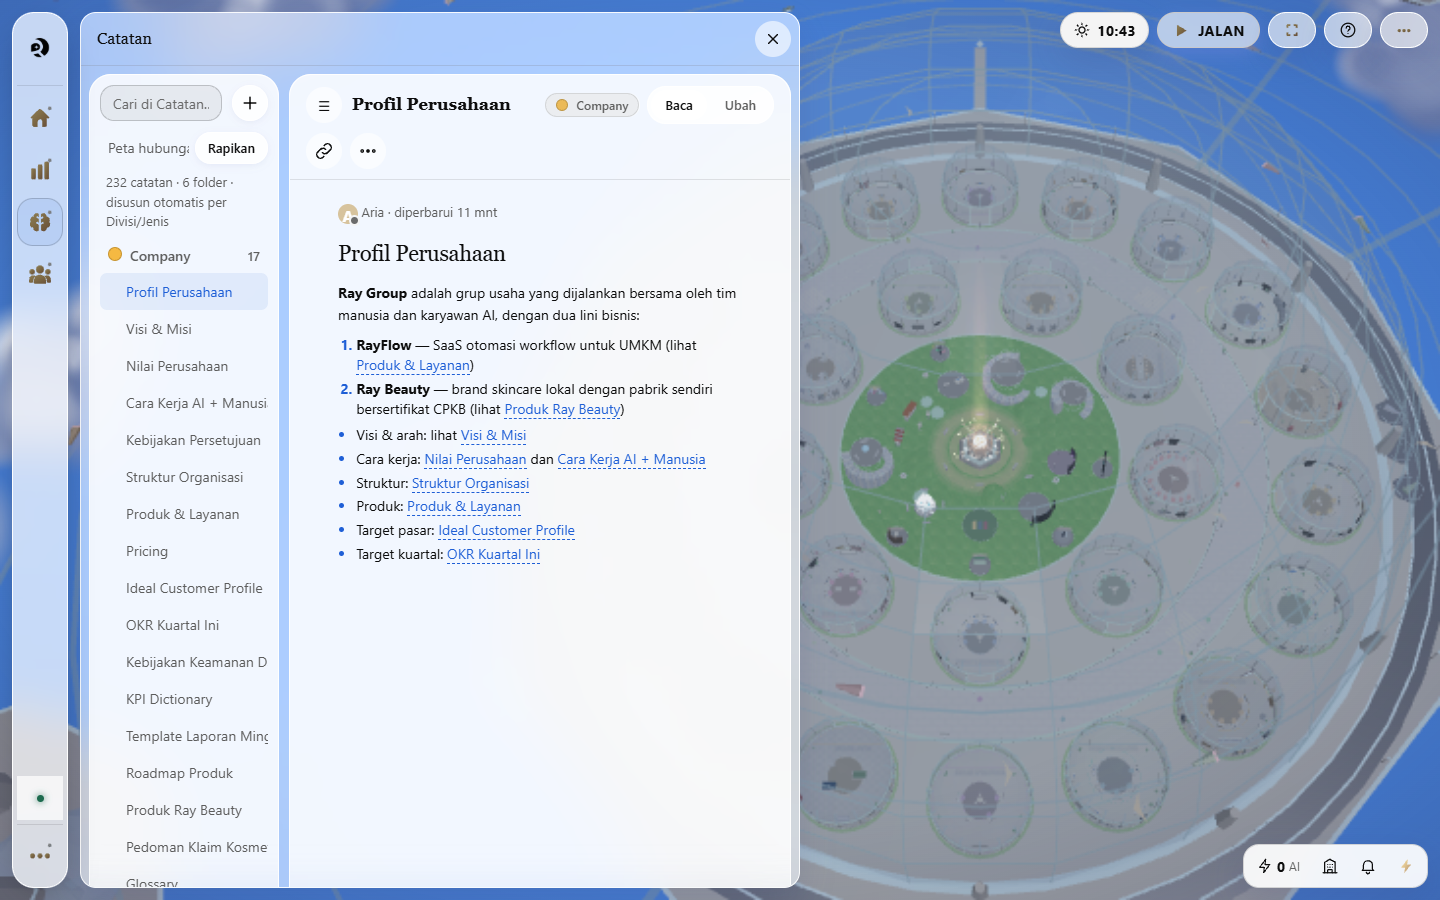 Catatan
10:43
JALAN
Cari di Catatan..
Peta hubung
Rapikan
232 catatan · 6 folder ·
disusun otomatis per
Divisi/Jenis
Company
17
Profil Perusahaan
Visi & Misi
Nilai Perusahaan
Cara Kerja AI + Manusi
Kebijakan Persetujuan
Struktur Organisasi
Produk & Layanan
Pricing
Ideal Customer Profile
OKR Kuartal Ini
Kebijakan Keamanan D
KPI Dictionary
Template Laporan Ming
Roadmap Produk
Produk Ray Beauty
Pedoman Klaim Kosme
Glossary
Profil Perusahaan
Company
Baca
Ubah
Aria · diperbarui 11 mnt
Profil Perusahaan
Ray Group adalah grup usaha yang dijalankan bersama oleh tim
manusia dan karyawan AI, dengan dua lini bisnis:
1. RayFlow — SaaS otomasi workflow untuk UMKM (lihat
Produk & Layanan)
2. Ray Beauty — brand skincare lokal dengan pabrik sendiri
bersertifikat CPKB (lihat Produk Ray Beauty)
• Visi & arah: lihat Visi & Misi
• Cara kerja: Nilai Perusahaan dan Cara Kerja AI + Manusia
• Struktur: Struktur Organisasi
• Produk: Produk & Layanan
• Target pasar: Ideal Customer Profile
• Target kuartal: OKR Kuartal Ini
0 AI